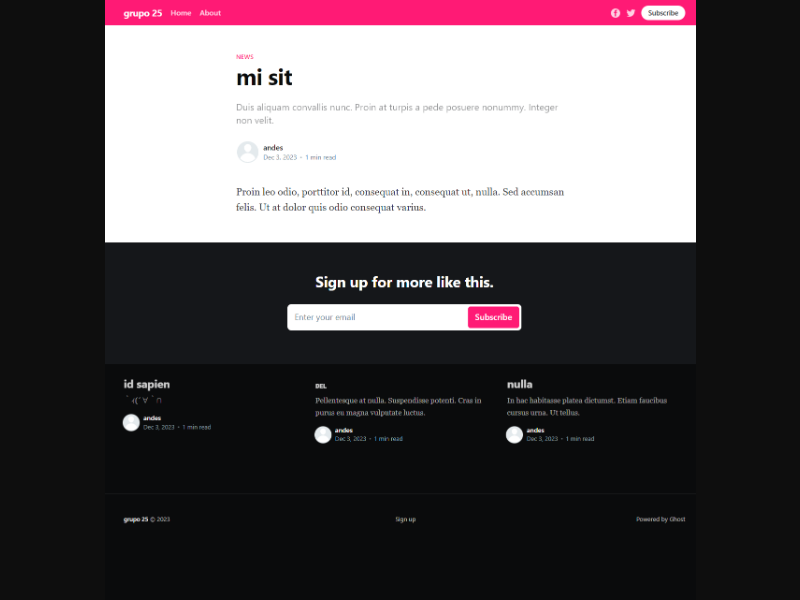 grupo 25 Home About Subscribe
NEWS
mi sit
Duis aliquam convallis nunc. Proin at turpis a pede posuere nonummy. Integer
non velit.
andes
Dec 3, 2023 • 1 min read
Proin leo odio, porttitor id, consequat in, consequat ut, nulla. Sed accumsan
felis. Ut at dolor quis odio consequat varius.
Sign up for more like this.
Enter your email Subscribe
id sapien
andes
Dec 3, 2023 • 1 min read
DEL
Pellentesque at nulla. Suspendisse potenti. Cras in
purus eu magna vulputate luctus.
andes
Dec 3, 2023 • 1 min read
nulla
In hac habitasse platea dictumst. Etiam faucibus
cursus urna. Ut tellus.
andes
Dec 3, 2023 • 1 min read
grupo 25 © 2023 Sign up Powered by Ghost